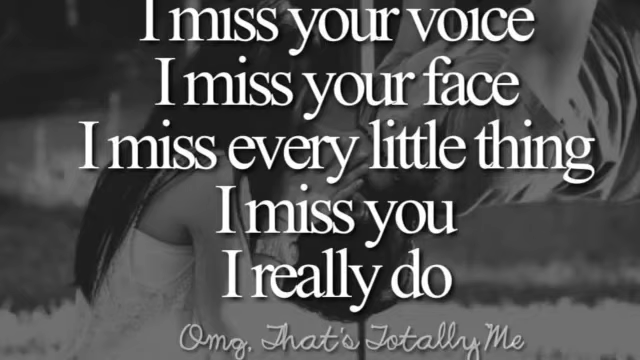 I miss your voice
I miss your face
I miss every little thing
I miss you
I really do
Omg, That's Totally Me